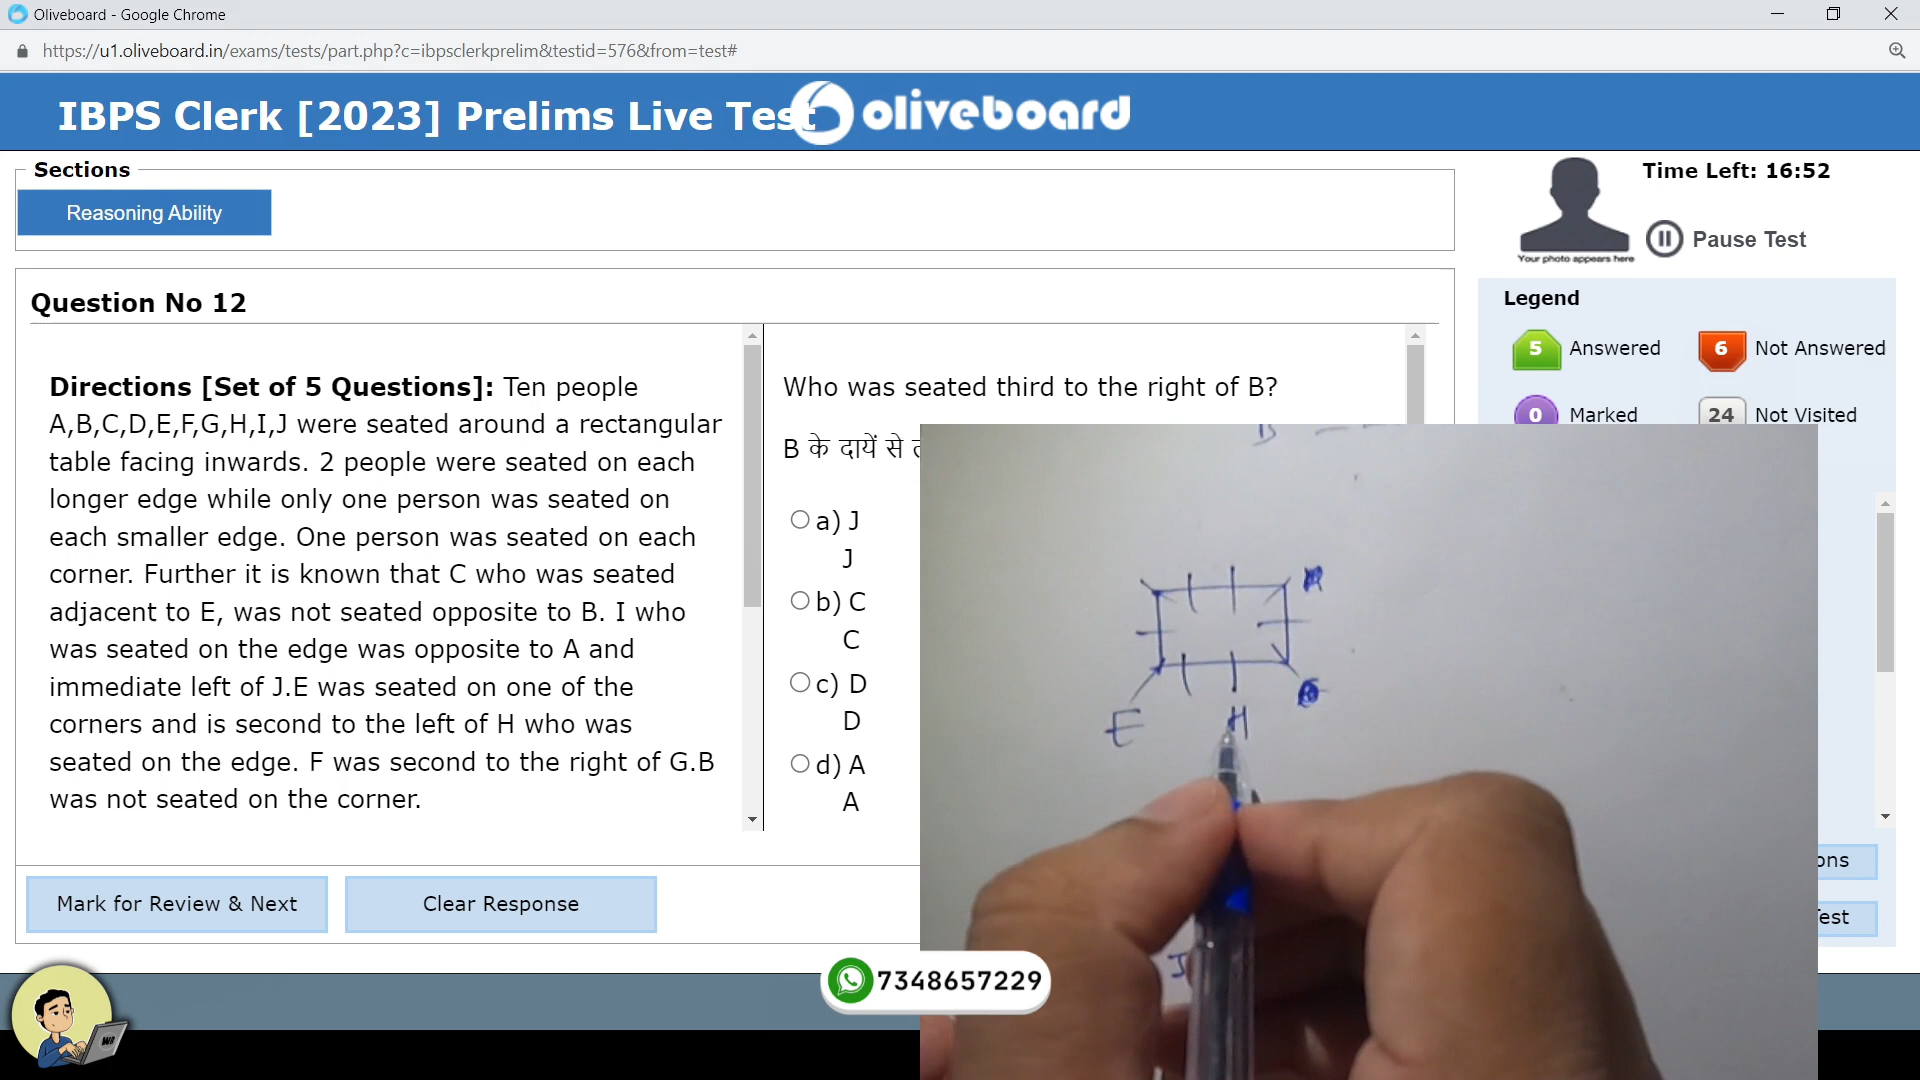 Oliveboard - Google Chrome
https://u1.oliveboard.in/exams/tests/part.php?c=ibpsclerkprelim&testid=576&from=test#
IBPS Clerk [2023] Prelims Live Test
oliveboard
Sections
Reasoning Ability
Your photo appears here
Time Left: 16:52
Pause Test
Question No 12
Directions [Set of 5 Questions]: Ten people
A,B,C,D,E,F,G,H,I,J were seated around a rectangular
table facing inwards. 2 people were seated on each
longer edge while only one person was seated on
each smaller edge. One person was seated on each
corner. Further it is known that C who was seated
adjacent to E, was not seated opposite to B. I who
was seated on the edge was opposite to A and
immediate left of J.E was seated on one of the
corners and is second to the left of H who was
seated on the edge. F was second to the right of G.B
was not seated on the corner.
Who was seated third to the right of B?
B के दायें से
a) J
J
b) C
C
c) D
D
d) A
A
Legend
5 Answered
6 Not Answered
0 Marked
24 Not Visited
E H
Mark for Review & Next
Clear Response
7348657229